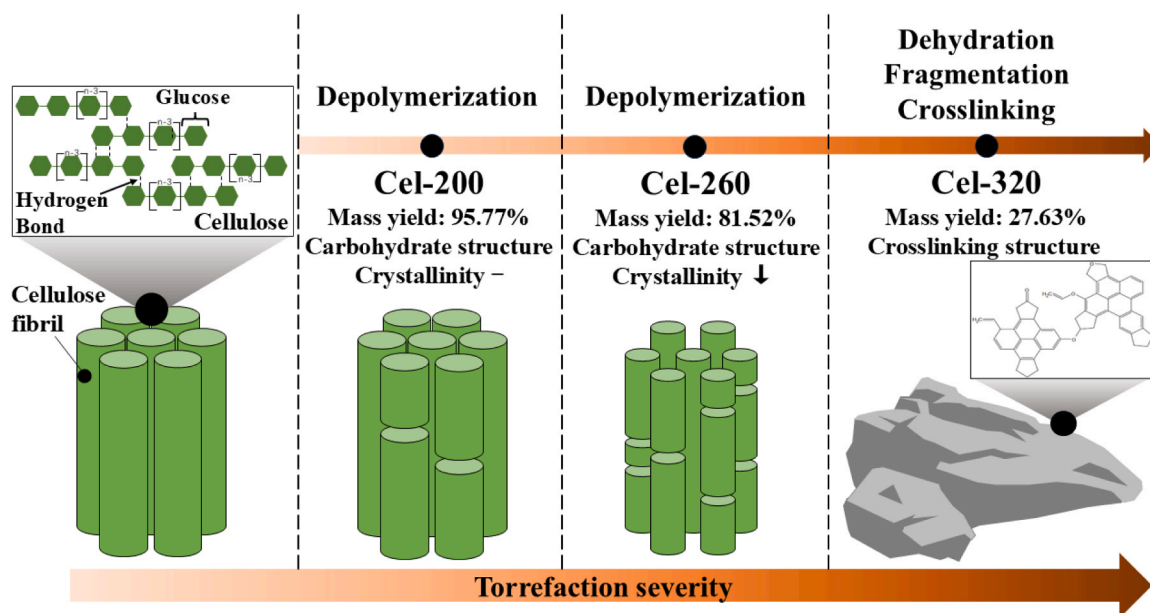 n-3
Glucose
n-3
n-3
n-3
n-3
Hydrogen
Bond
Cellulose
Cellulose
fibril
Depolymerization
Cel-200
Mass yield: 95.77%
Carbohydrate structure
Crystallinity –
Depolymerization
Cel-260
Mass yield: 81.52%
Carbohydrate structure
Crystallinity ↓
Dehydration
Fragmentation
Crosslinking
Cel-320
Mass yield: 27.63%
Crosslinking structure
O
H₂C
O
O
H₂C
O
Torrefaction severity